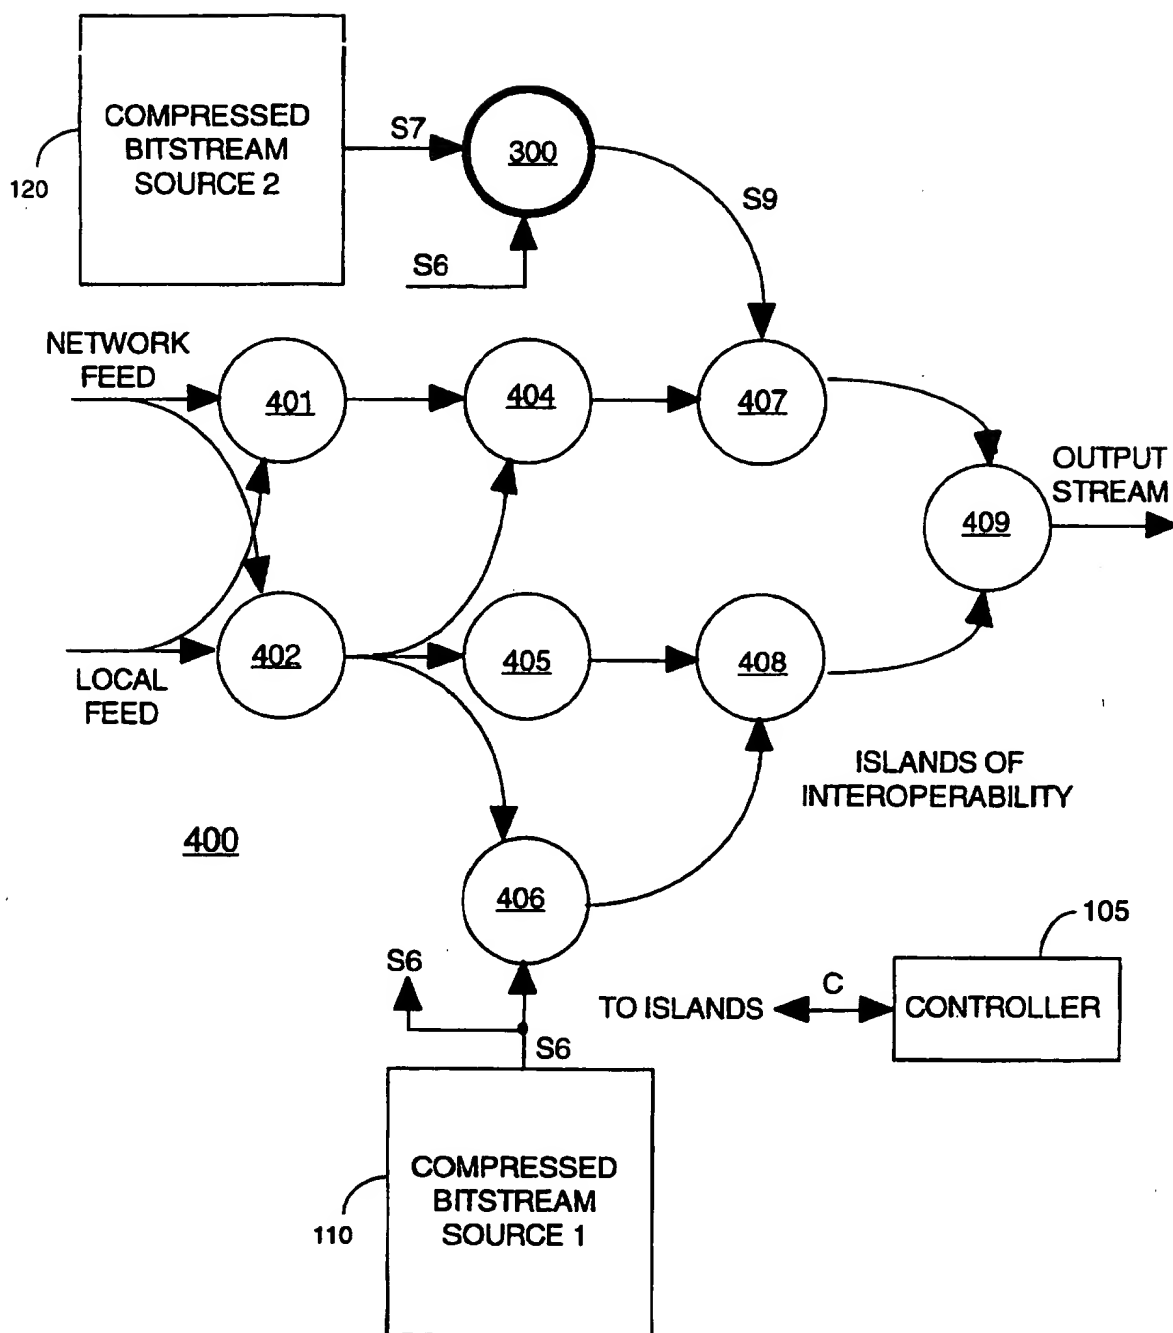 COMPRESSED
BITSTREAM
SOURCE 2
120
S7
300
S9
S6
NETWORK
FEED
401
404
407
OUTPUT
STREAM
409
402
405
408
LOCAL
FEED
ISLANDS OF
INTEROPERABILITY
400
406
105
S6
C
TO ISLANDS
CONTROLLER
S6
COMPRESSED
BITSTREAM
SOURCE 1
110